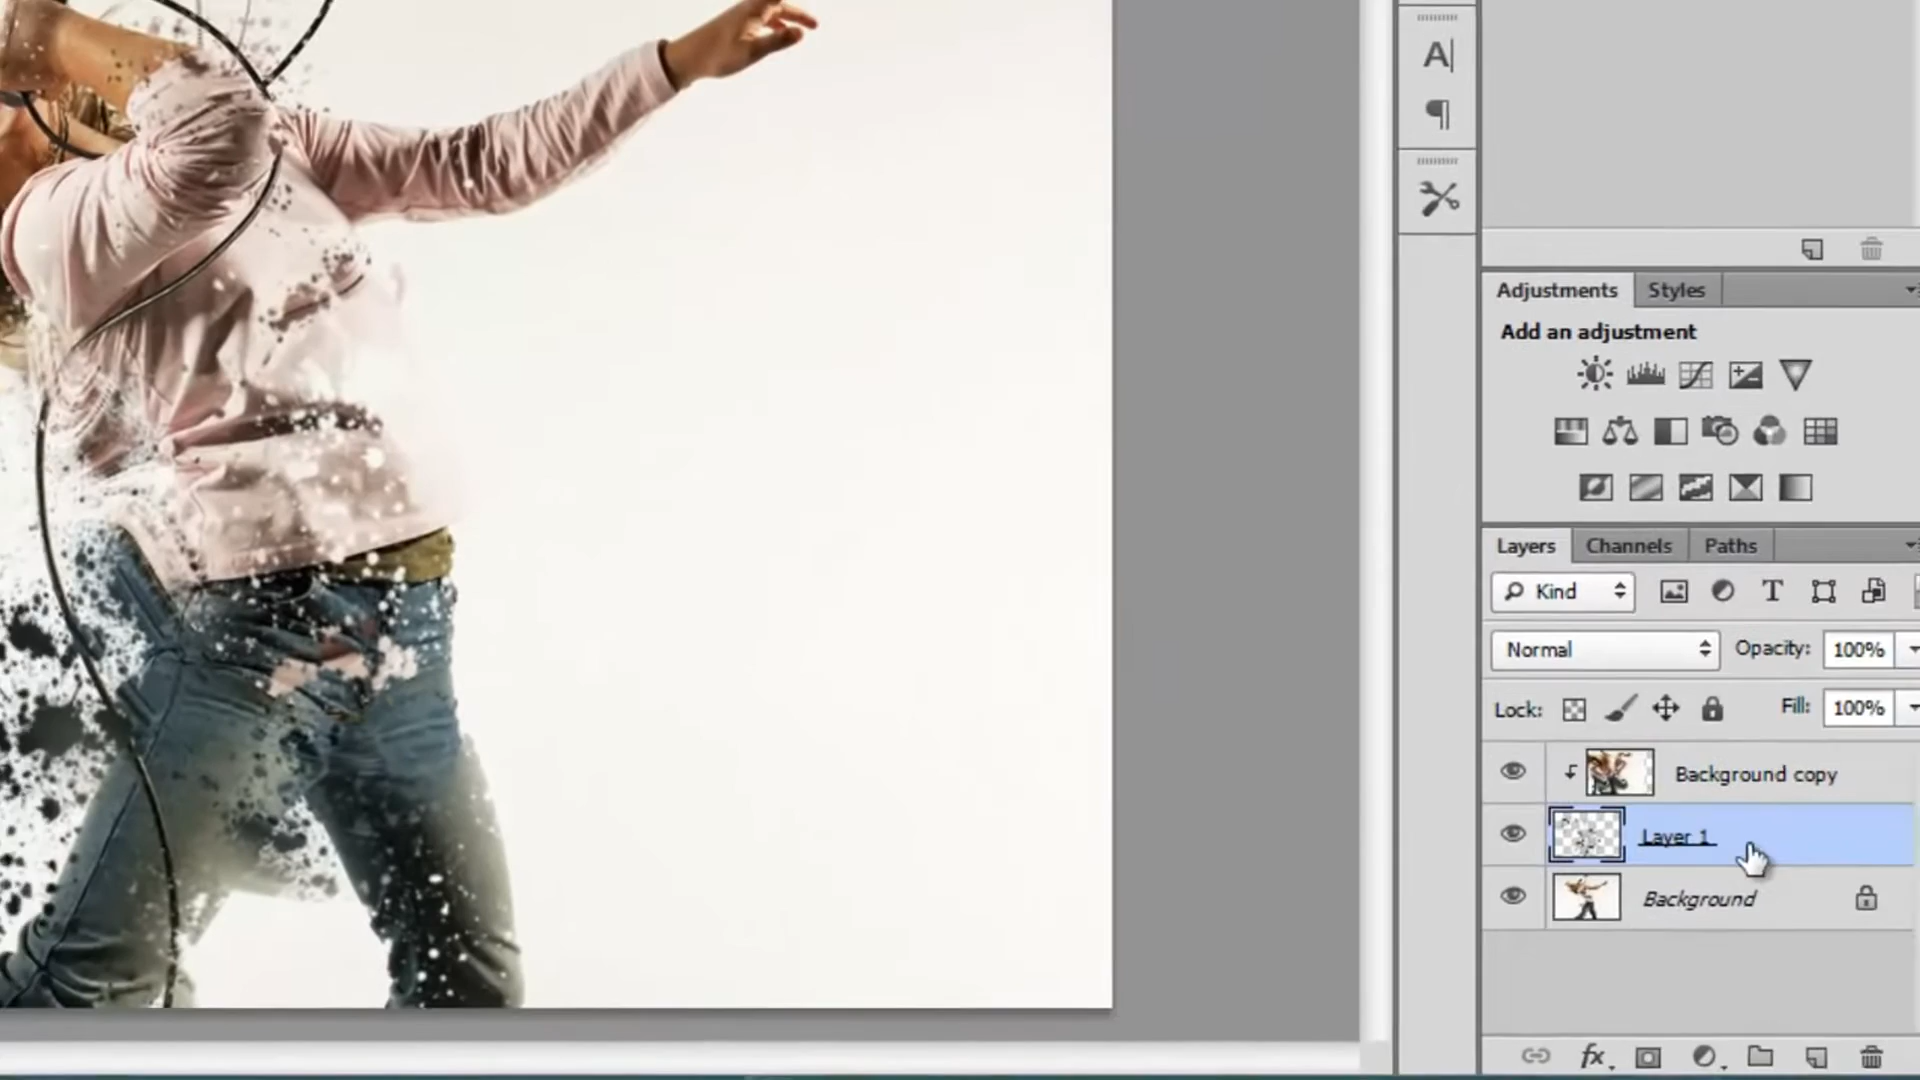 A|
¶
Adjustments Styles
Add an adjustment
Layers Channels Paths
Kind T
Normal Opacity: 100%
Lock: Fill: 100%
Background copy
Layer 1
Background
fx